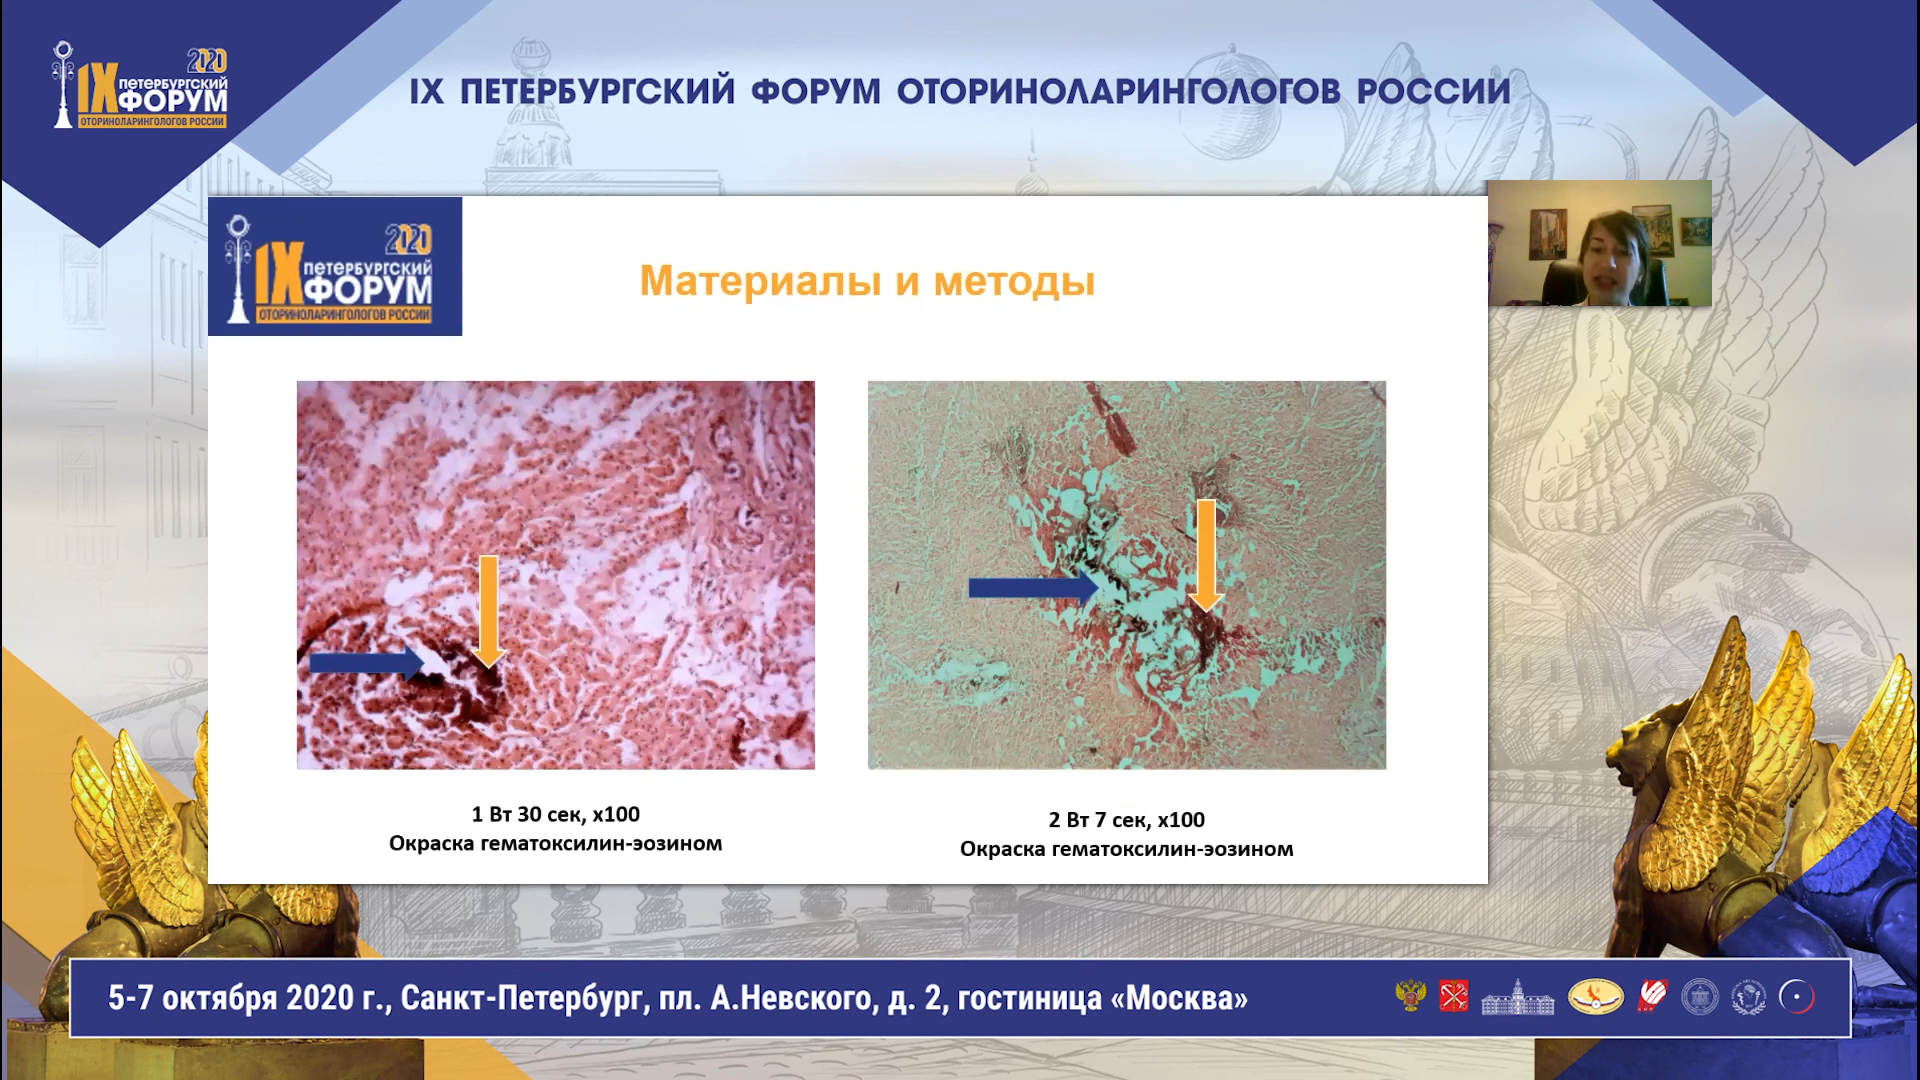 2020
IX ПЕТЕРБУРГСКИЙ
ФОРУМ
ОТОРИНОЛАРИНГОЛОГОВ РОССИИ
IX ПЕТЕРБУРГСКИЙ ФОРУМ ОТОРИНОЛАРИНГОЛОГОВ РОССИИ
2020
IX ПЕТЕРБУРГСКИЙ
ФОРУМ
ОТОРИНОЛАРИНГОЛОГОВ РОССИИ
Материалы и методы
1 Вт 30 сек, х100
Окраска гематоксилин-эозином
2 Вт 7 сек, х100
Окраска гематоксилин-эозином
5-7 октября 2020 г., Санкт-Петербург, пл. А.Невского, д. 2, гостиница «Москва»